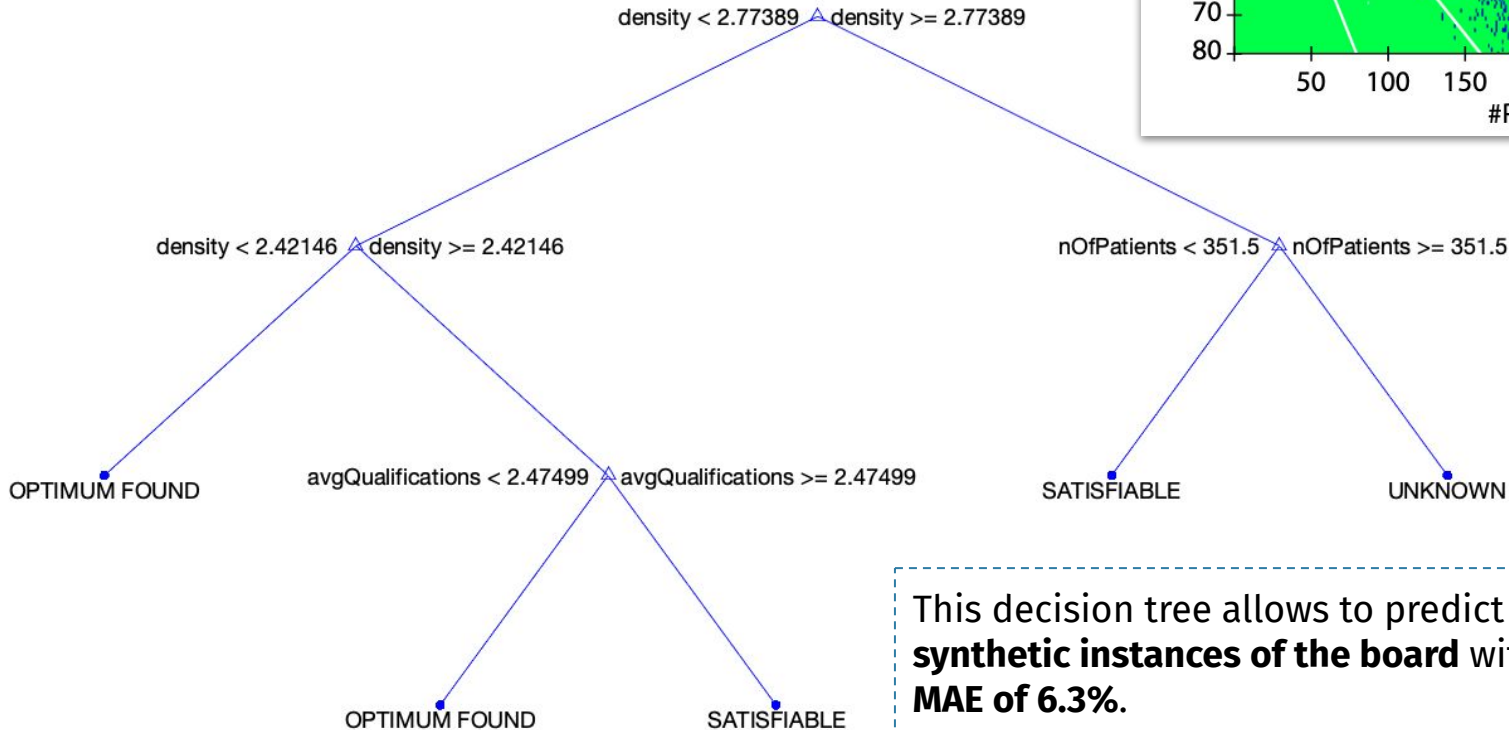 density < 2.77389 density >= 2.77389
70
80
50 100 150
density < 2.42146 density >= 2.42146
nOfPatients < 351.5 nOfPatients >= 351.5
OPTIMUM FOUND
avgQualifications < 2.47499 avgQualifications >= 2.47499
SATISFIABLE
UNKNOWN
OPTIMUM FOUND
SATISFIABLE
This decision tree allows to predict
synthetic instances of the board
MAE of 6.3%.